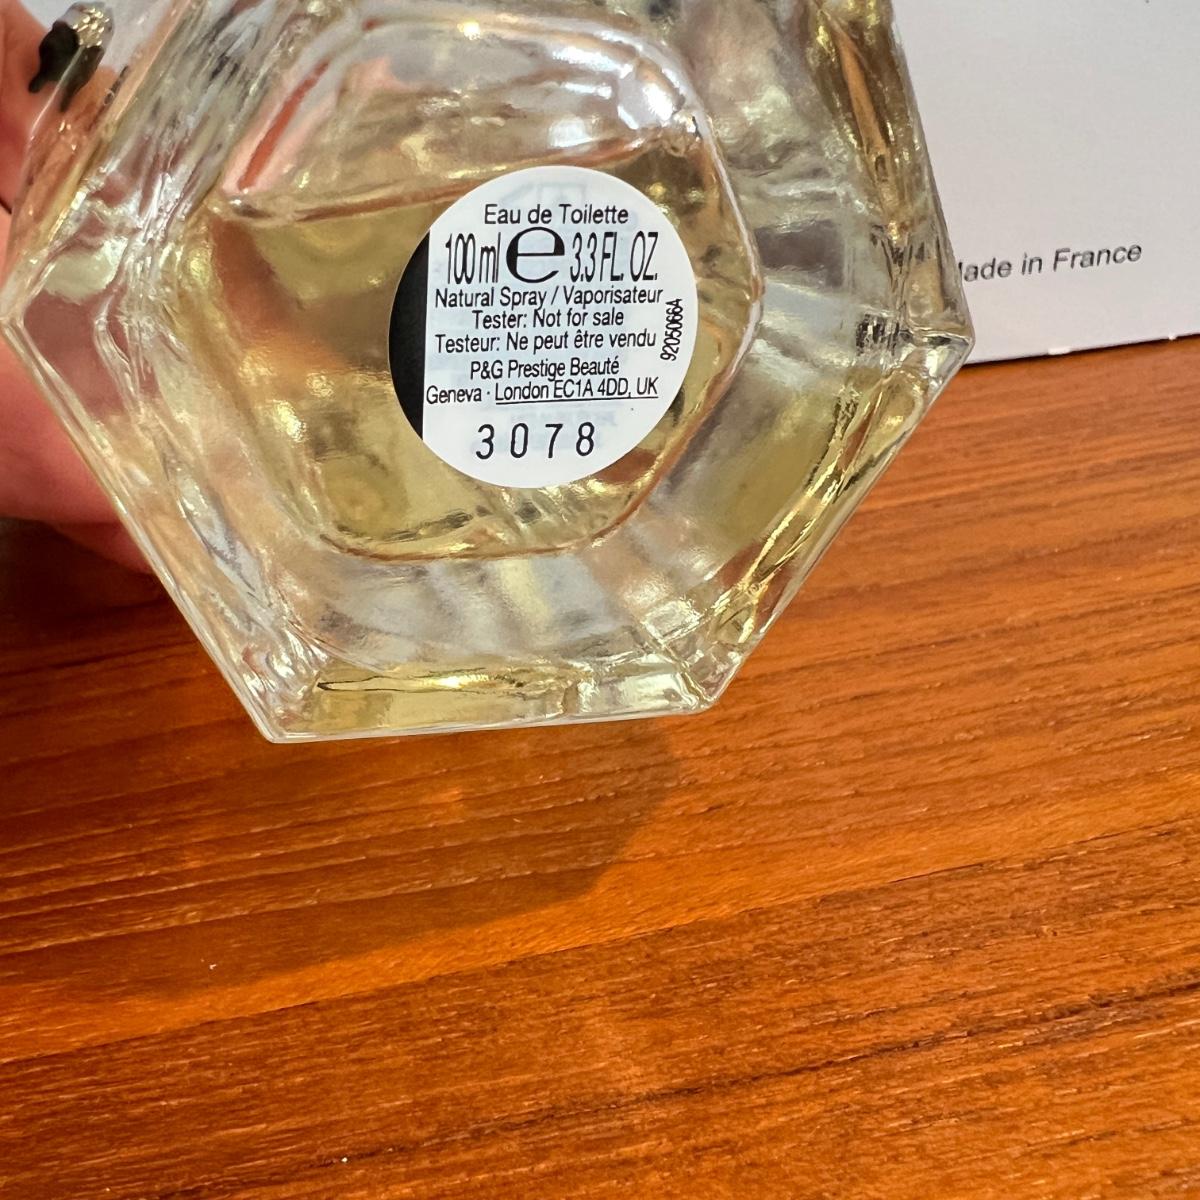 Eau de Toilette
100 ml e 3.3 FL. OZ.
Natural Spray / Vaporisateur
Tester: Not for sale
Testeur: Ne peut être vendu
P&G Prestige Beauté
Geneva · London EC1A 4DD, UK
3078
92050664
ade in France